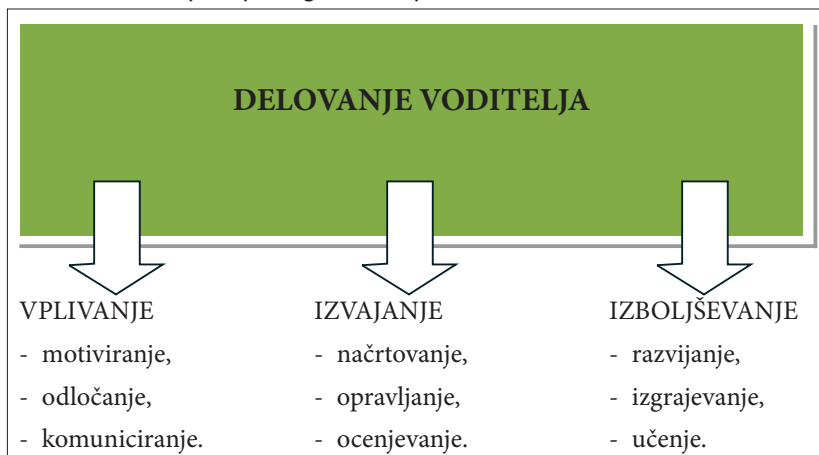 DELOVANJE VODITELJA
VPLIVANJE
- motiviranje,
- odločanje,
- komuniciranje.
IZVAJANJE
- načrtovanje,
- opravljanje,
- ocenjevanje.
IZBOLJŠEVANJE
- razvijanje,
- izgrajevanje,
- učenje.